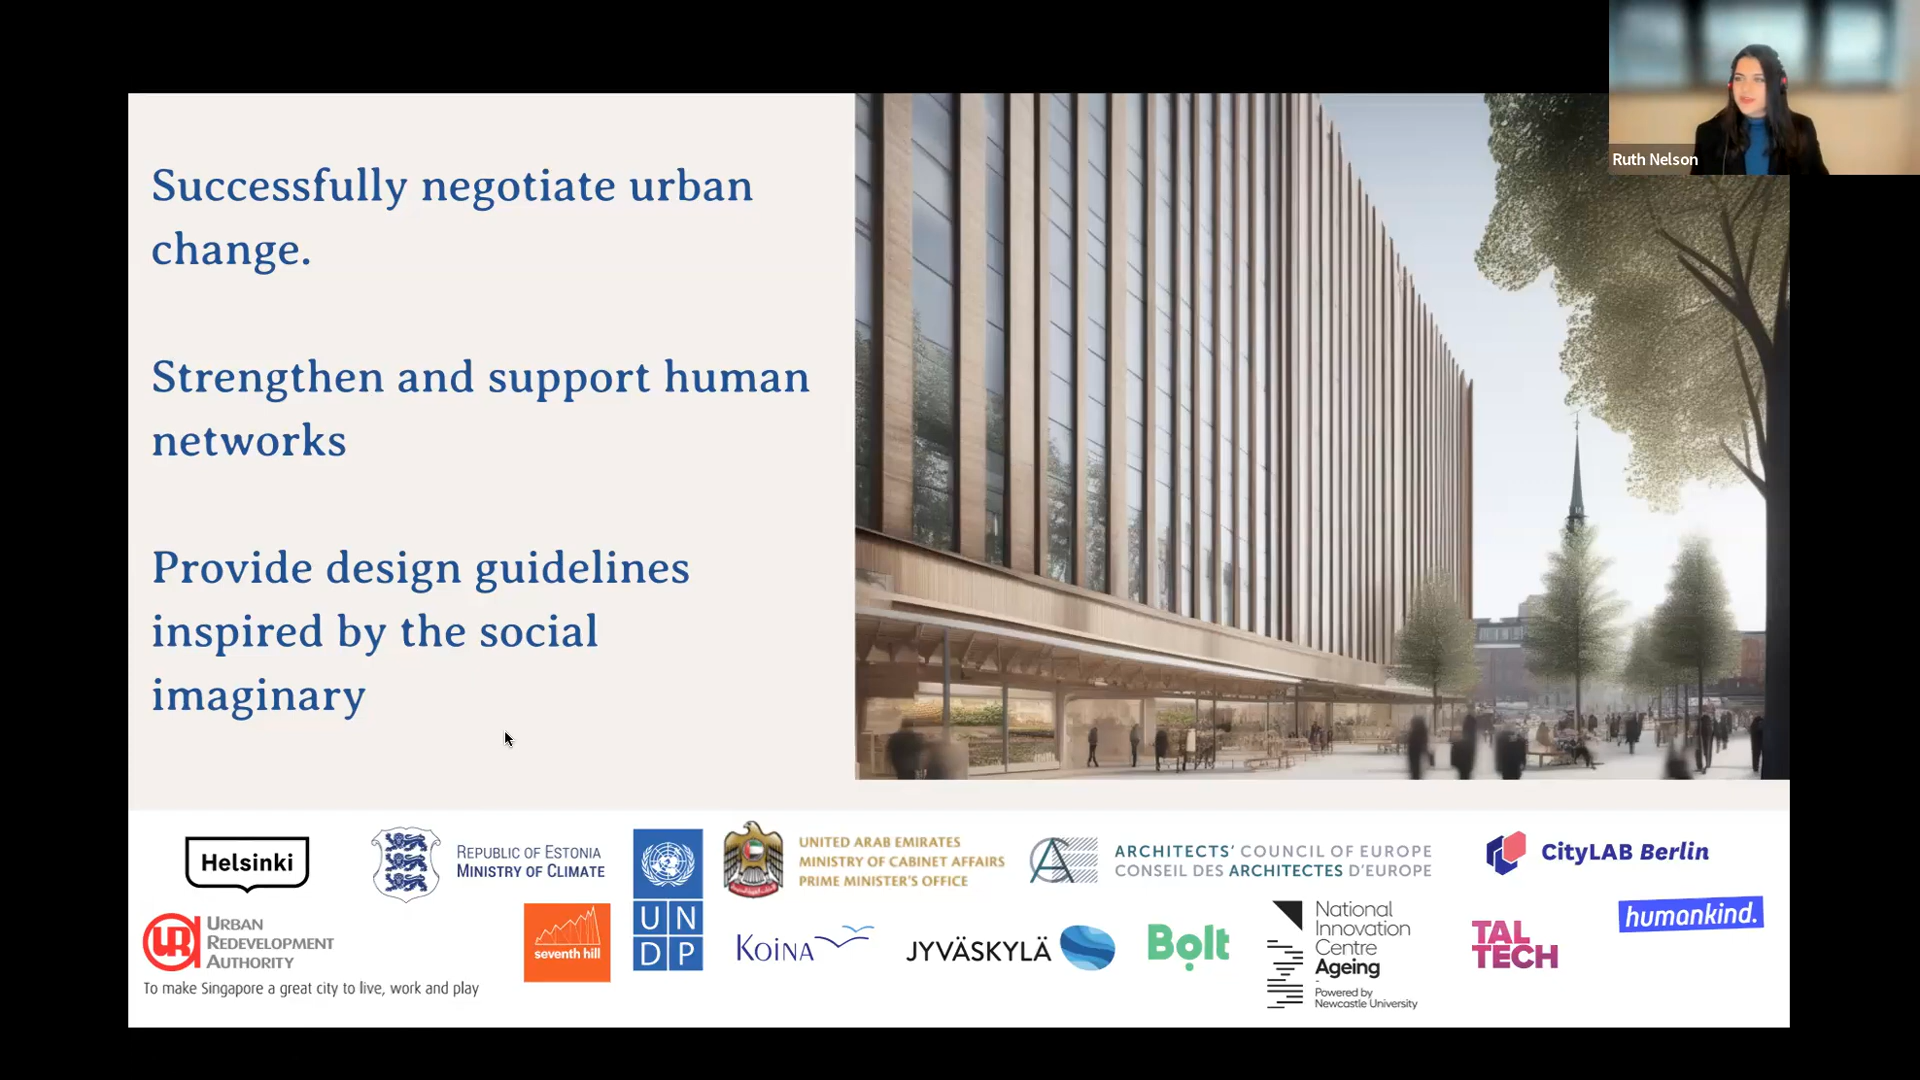 Ruth Nelson
Successfully negotiate urban
change.
Strengthen and support human
networks
Provide design guidelines
inspired by the social
imaginary
Helsinki
REPUBLIC OF ESTONIA
MINISTRY OF CLIMATE
U N
D P
UNITED ARAB EMIRATES
MINISTRY OF CABINET AFFAIRS
PRIME MINISTER'S OFFICE
ARCHITECTS' COUNCIL OF EUROPE
CONSEIL DES ARCHITECTES D'EUROPE
CityLAB Berlin
URBAN
REDEVELOPMENT
AUTHORITY
To make Singapore a great city to live, work and play
seventh hill
KOINA
JYVÄSKYLÄ
Bolt
National
Innovation
Centre
Ageing
Powered by
Newcastle University
TAL
TECH
humankind.